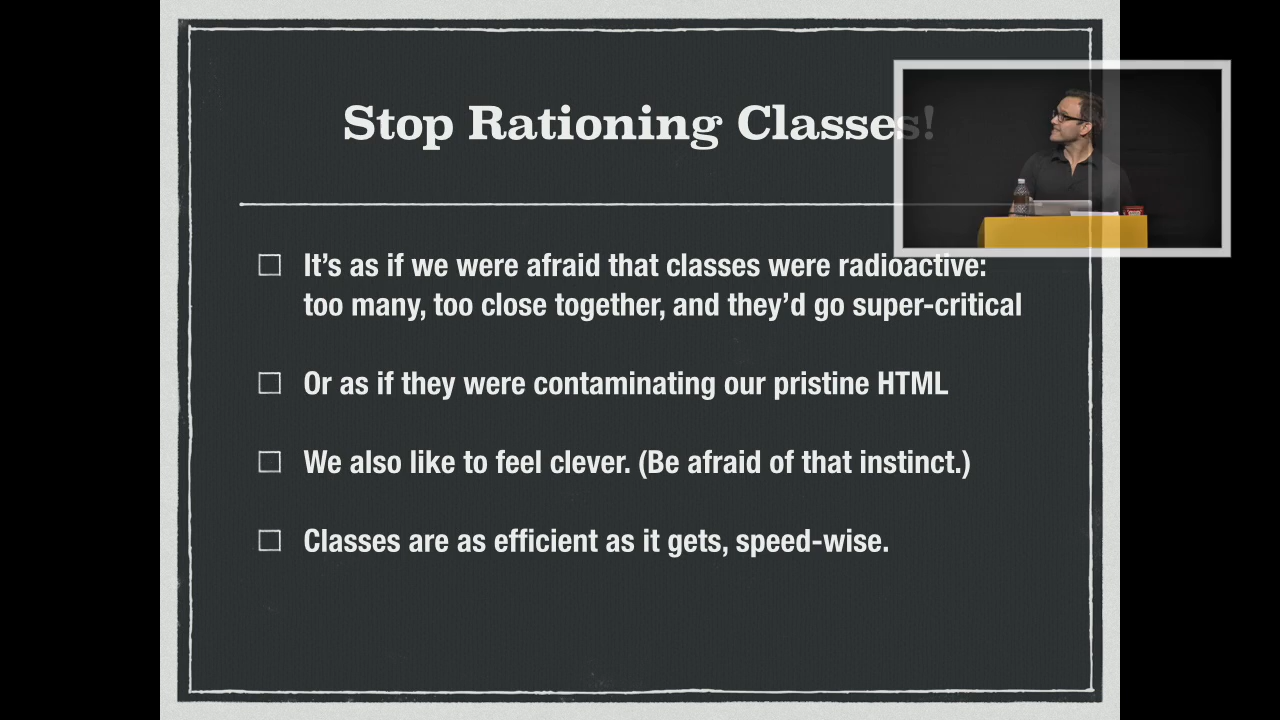 Stop Rationing Classes!
It's as if we were afraid that classes were radioactive:
too many, too close together, and they'd go super-critical
Or as if they were contaminating our pristine HTML
We also like to feel clever. (Be afraid of that instinct.)
Classes are as efficient as it gets, speed-wise.